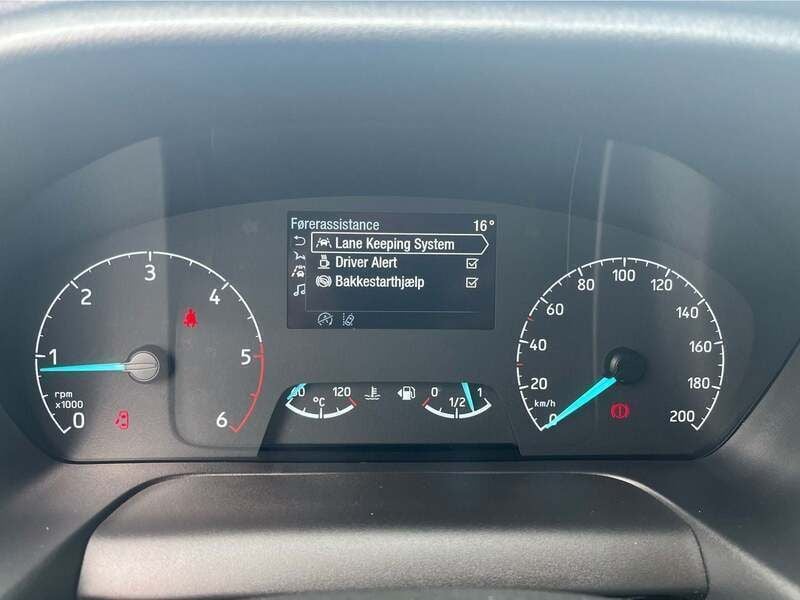 Førerassistance 16°
Lane Keeping System
Driver Alert
Bakkestarthjælp
0 1 2 3 4 5 6
rpm
x1000
120
°C
0 1/2 1
0 20 40 60 80 100 120 140 160 180 200
km/h